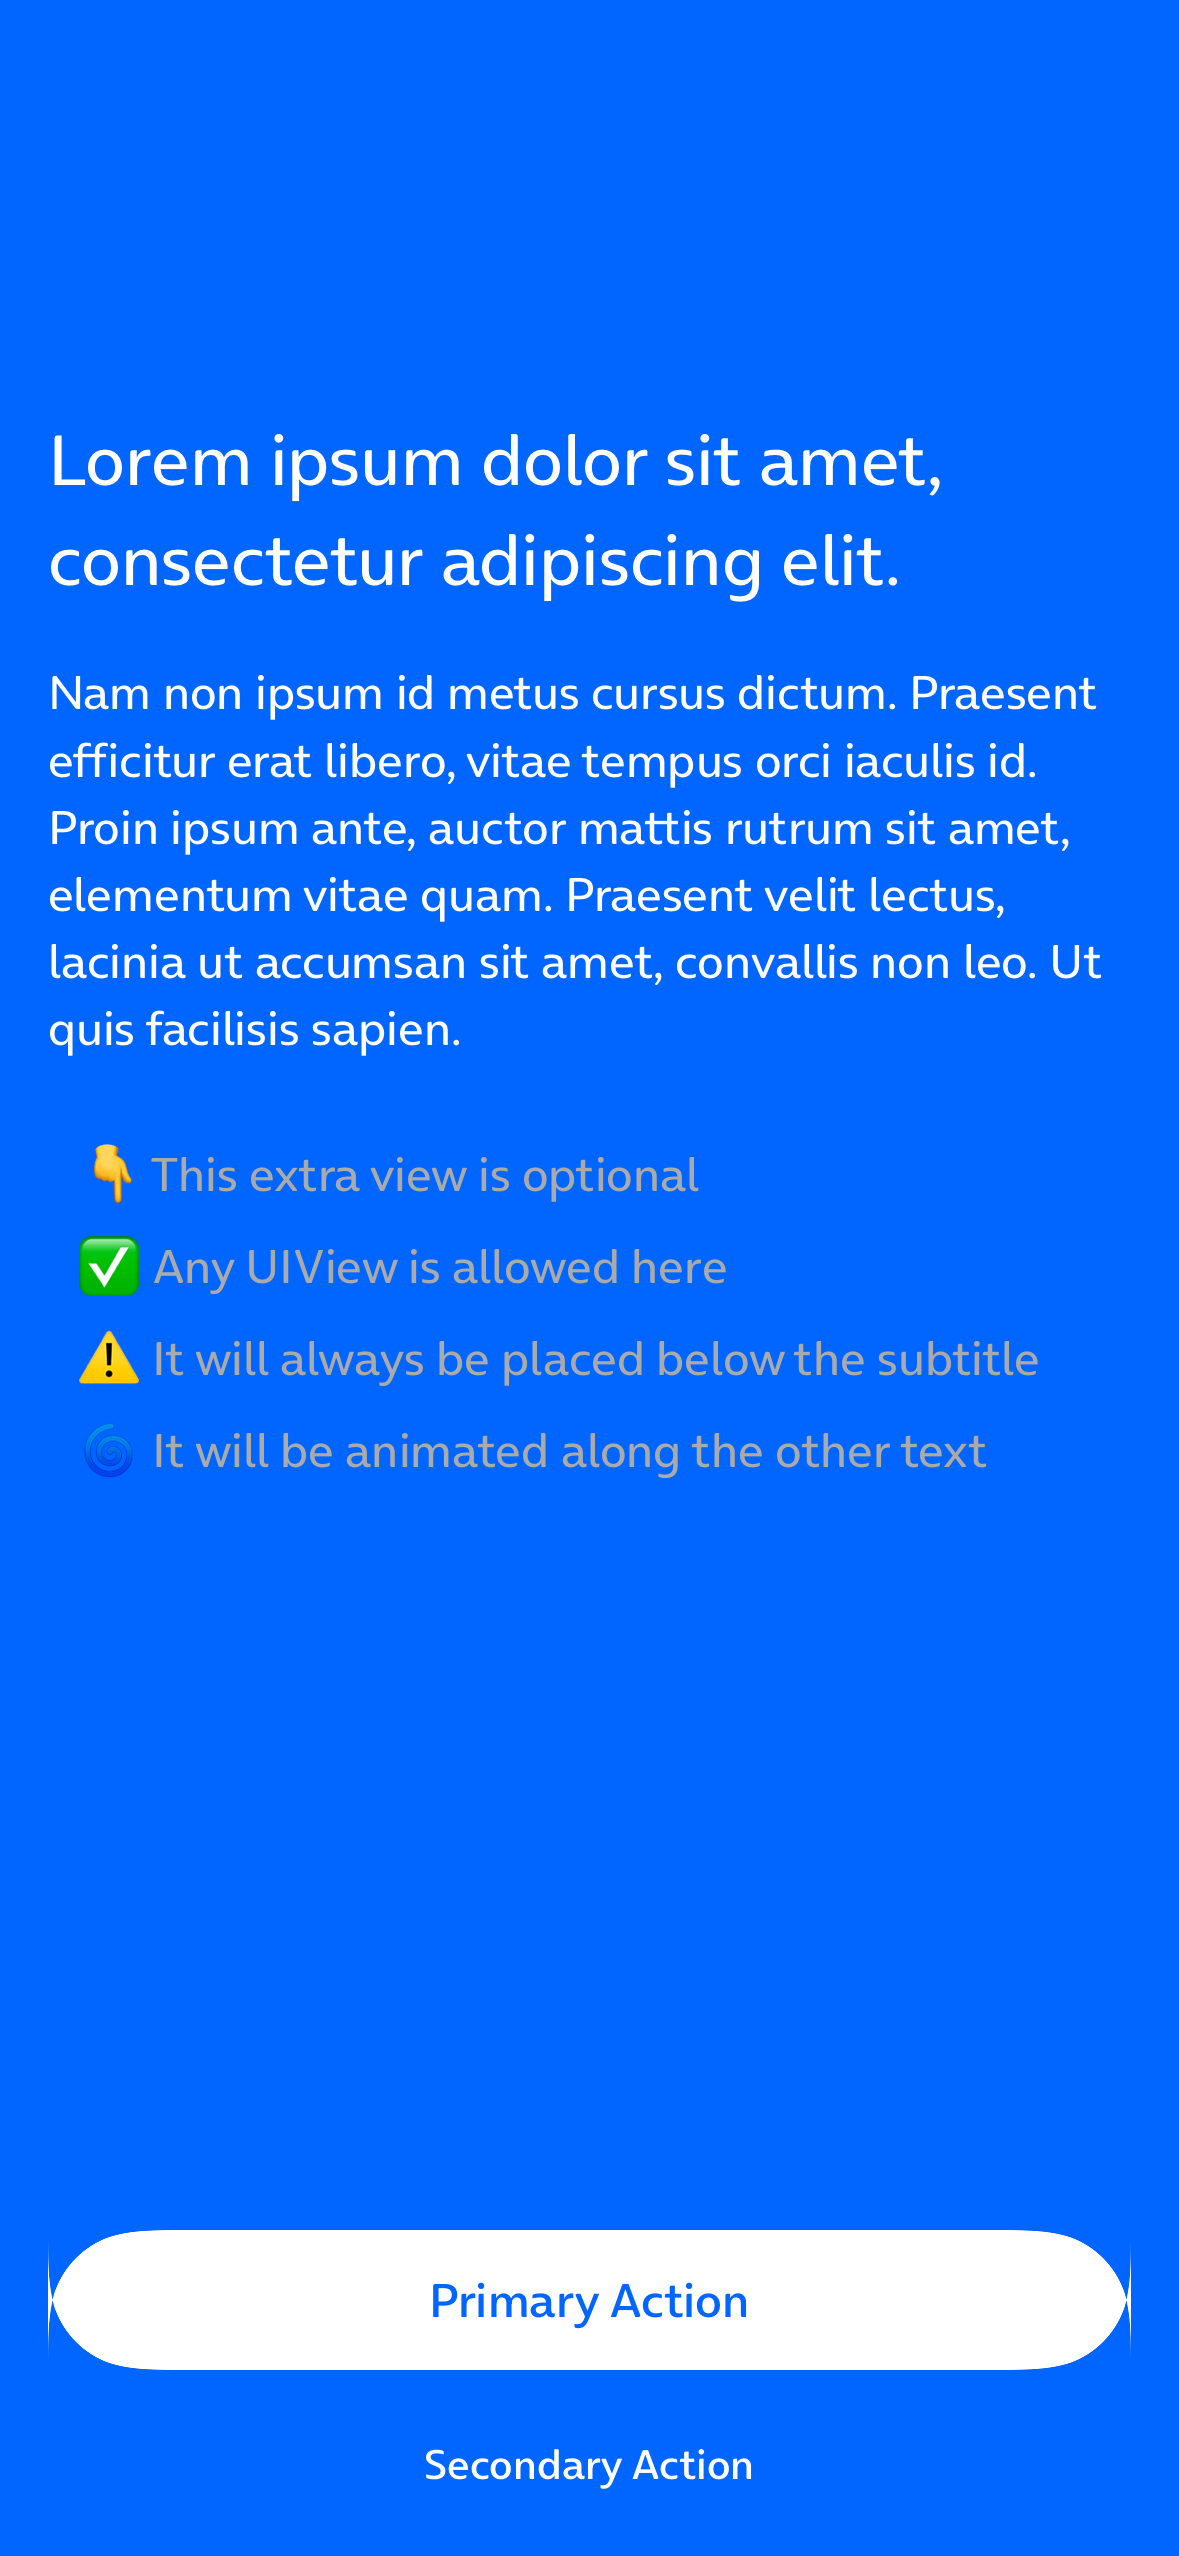 Lorem ipsum dolor sit amet,
consectetur adipiscing elit.
Nam non ipsum id metus cursus dictum. Praesent
efficitur erat libero, vitae tempus orci iaculis id.
Proin ipsum ante, auctor mattis rutrum sit amet,
elementum vitae quam. Praesent velit lectus,
lacinia ut accumsan sit amet, convallis non leo. Ut
quis facilisis sapien.
👇 This extra view is optional
✅ Any UIView is allowed here
⚠️ It will always be placed below the subtitle
🌀 It will be animated along the other text
Primary Action
Secondary Action